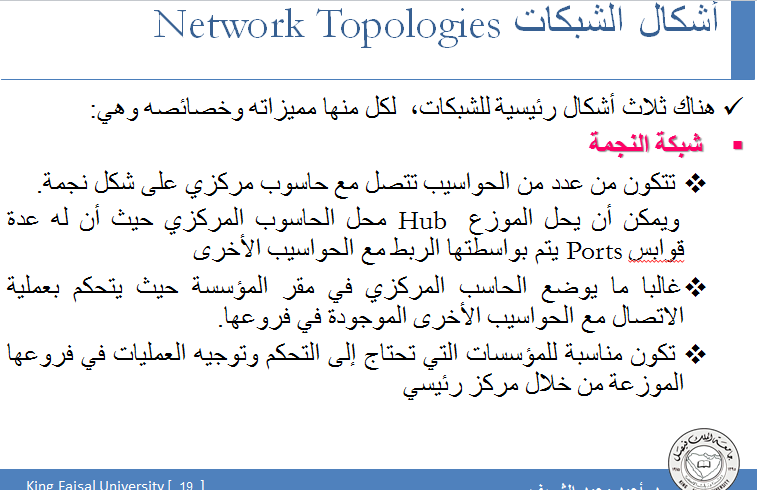 أشكال الشبكات Network Topologies
هناك ثلاث أشكال رئيسية للشبكات، لكل منها مميزاته وخصائصه وهي:
شبكة النجمة
تتكون من عدد من الحواسيب تتصل مع حاسوب مركزي على شكل نجمة.
ويمكن أن يحل الموزع Hub محل الحاسوب المركزي حيث أن له عدة
قوابس Ports يتم بواسطتها الربط مع الحواسيب الأخرى
غالبا ما يوضع الحاسب المركزي في مقر المؤسسة حيث يتحكم بعملية
الاتصال مع الحواسيب الأخرى الموجودة في فروعها.
تكون مناسبة للمؤسسات التي تحتاج إلى التحكم وتوجيه العمليات في فروعها
الموزعة من خلال مركز رئيسي
King Faisal University [ 19 ]